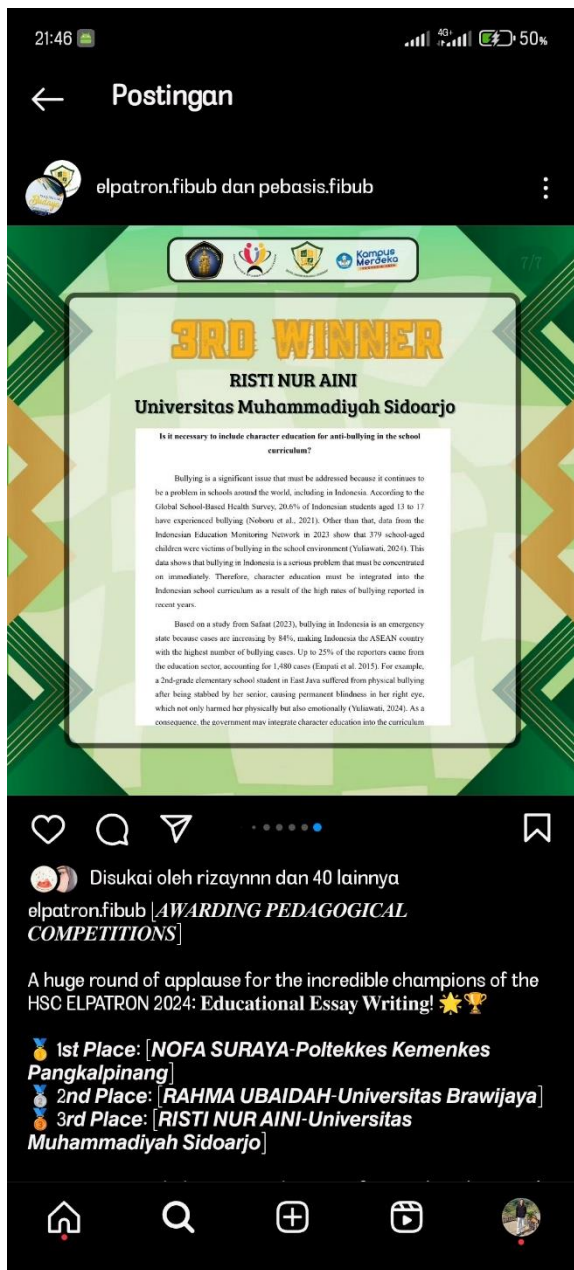 21:46
4G+
50%
Postingan
elpatron.fibub dan pebasis.fibub
Kampus
Merdeka
7/7
3RD WINNER
RISTI NUR AINI
Universitas Muhammadiyah Sidoarjo
Is it necessary to include character education for anti-bullying in the school
curriculum?
Bullying is a significant issue that must be addressed because it continues to
be a problem in schools around the world, including in Indonesia. According to the
Global School-Based Health Survey, 20.6% of Indonesian students aged 13 to 17
have experienced bullying (Noboru et al., 2021). Other than that, data from the
Indonesian Education Monitoring Network in 2023 show that 379 school-aged
children were victims of bullying in the school environment (Yuliawati, 2024). This
data shows that bullying in Indonesia is a serious problem that must be concentrated
on immediately. Therefore, character education must be integrated into the
Indonesian school curriculum as a result of the high rates of bullying reported in
recent years.
Based on a study from Safaat (2023), bullying in Indonesia is an emergency
state because cases are increasing by 84%, making Indonesia the ASEAN country
with the highest number of bullying cases. Up to 25% of the reporters came from
the education sector, accounting for 1,480 cases (Empati et al. 2015). For example,
a 2nd-grade elementary school student in East Java suffered from physical bullying
after being stabbed by her senior, causing permanent blindness in her right eye,
which not only harmed her physically but also emotionally (Yuliawati, 2024). As a
consequence, the government may integrate character education into the curriculum
Disukai oleh rizaynnn dan 40 lainnya
elpatron.fibub [AWARDING PEDAGOGICAL
COMPETITIONS]
A huge round of applause for the incredible champions of the
HSC ELPATRON 2024: Educational Essay Writing! 🌟🏆
🥇 1st Place: [NOFA SURAYA-Poltekkes Kemenkes
Pangkalpinang]
🥈 2nd Place: [RAHMA UBAIDAH-Universitas Brawijaya]
🥉 3rd Place: [RISTI NUR AINI-Universitas
Muhammadiyah Sidoarjo]